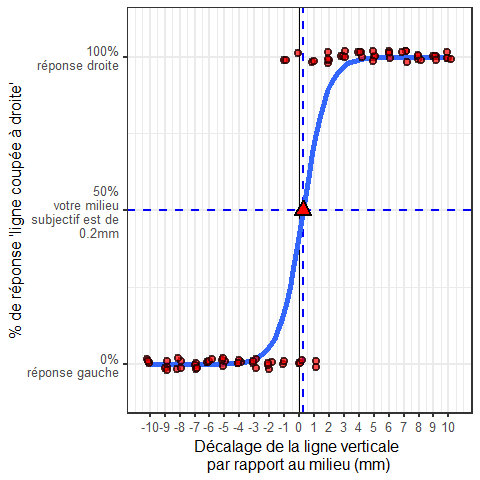 % de réponse 'ligne coupée à droite'
100%
réponse droite
50%
votre milieu
subjectif est de
0.2mm
0%
réponse gauche
-10 -9 -8 -7 -6 -5 -4 -3 -2 -1 0 1 2 3 4 5 6 7 8 9 10
Décalage de la ligne verticale
par rapport au milieu (mm)